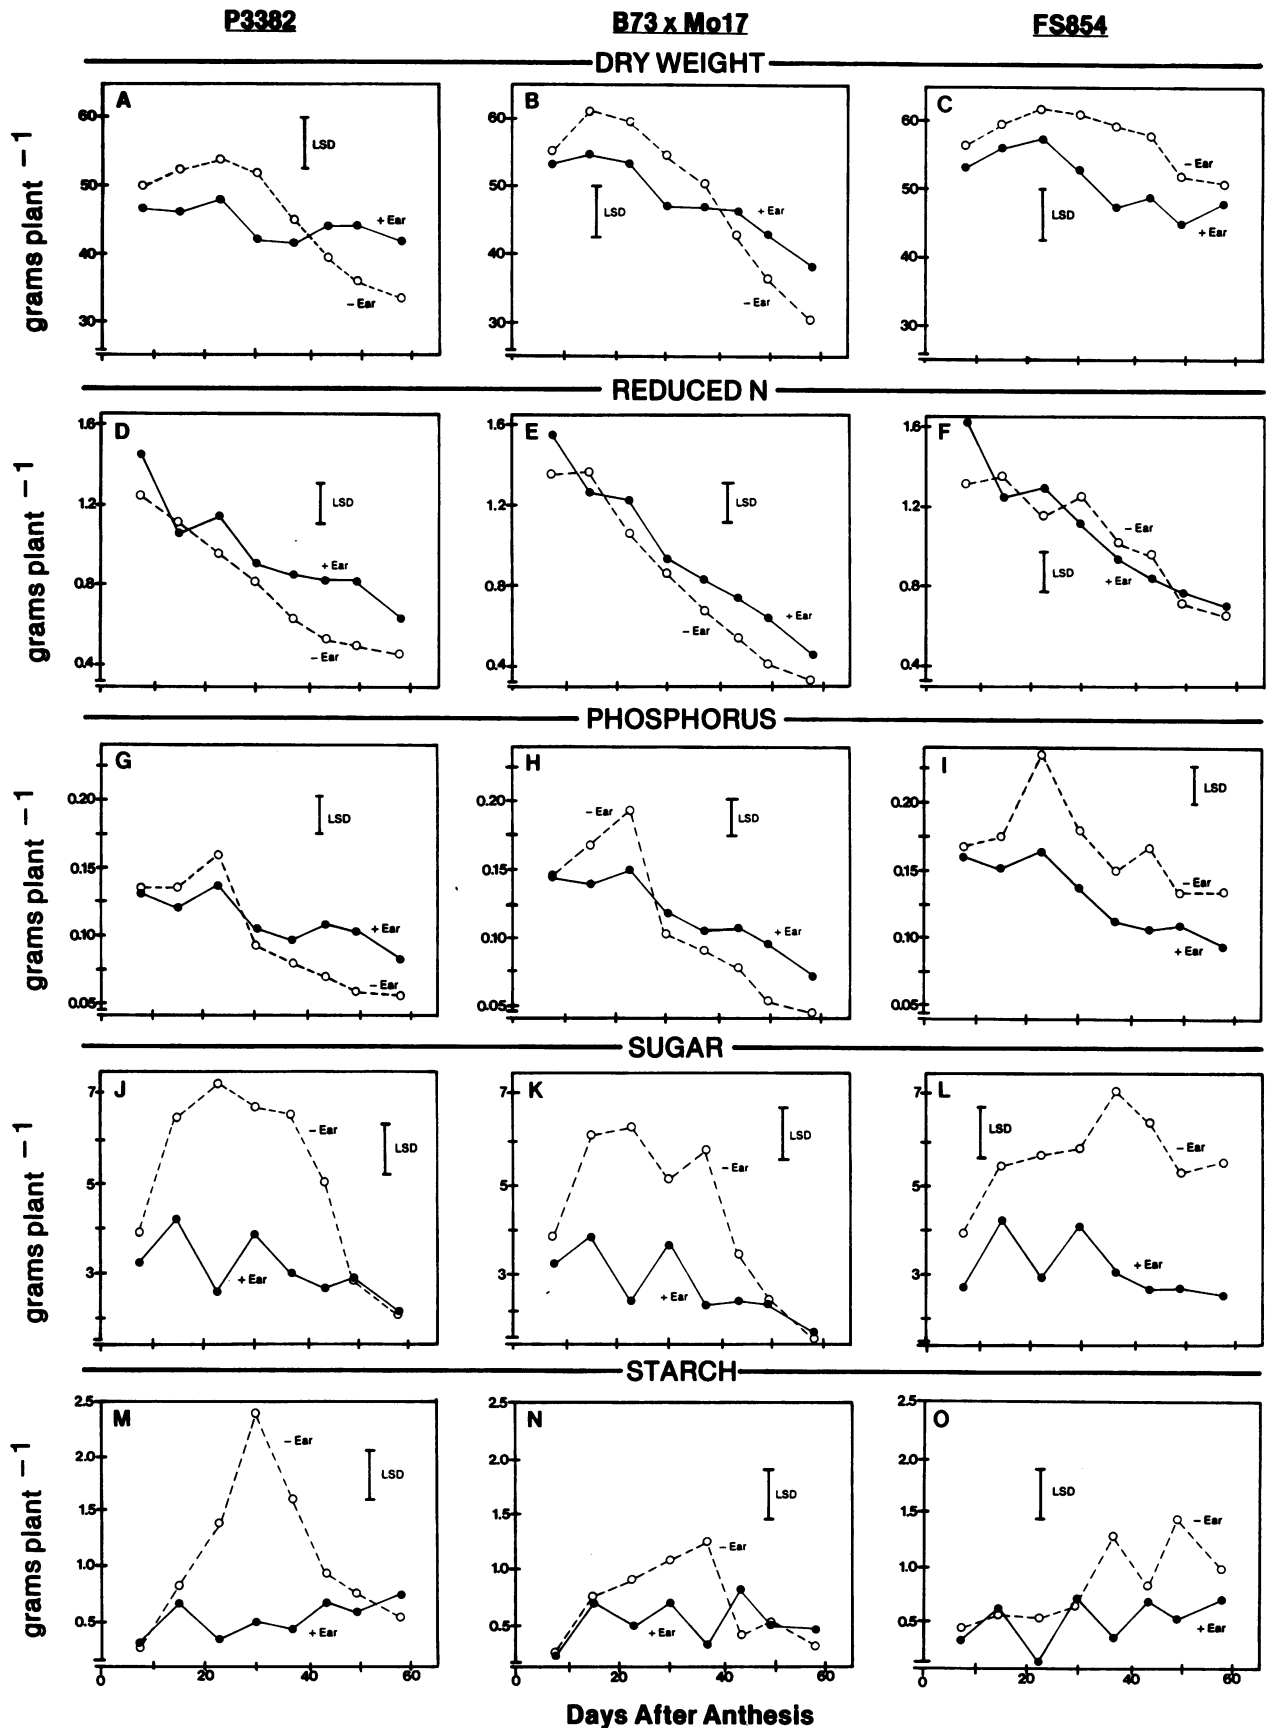 P3382 B73 x Mo17 FS854
DRY WEIGHT
grams plant −1
A
60
50
40
30
LSD
+ Ear
− Ear
B
60
50
40
30
LSD
+ Ear
− Ear
C
60
50
40
30
LSD
− Ear
+ Ear
REDUCED N
grams plant −1
D
1.6
1.2
0.8
0.4
LSD
+ Ear
− Ear
E
1.6
1.2
0.8
0.4
LSD
+ Ear
− Ear
F
1.6
1.2
0.8
0.4
− Ear
LSD
+ Ear
PHOSPHORUS
grams plant −1
G
0.20
0.15
0.10
0.05
LSD
+ Ear
− Ear
H
0.20
0.15
0.10
0.05
− Ear
LSD
+ Ear
I
0.20
0.15
0.10
0.05
LSD
− Ear
+ Ear
SUGAR
grams plant −1
J
7
5
3
− Ear
LSD
+ Ear
K
7
5
3
LSD
− Ear
+ Ear
L
7
5
3
LSD
− Ear
+ Ear
STARCH
grams plant −1
M
2.5
2.0
1.5
1.0
0.5
− Ear
LSD
+ Ear
0 20 40 60
N
2.5
2.0
1.5
1.0
0.5
LSD
− Ear
+ Ear
0 20 40 60
O
2.5
2.0
1.5
1.0
0.5
LSD
− Ear
+ Ear
0 20 40 60
Days After Anthesis